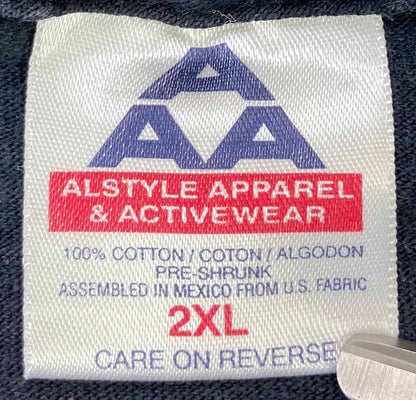 A
A A
ALSTYLE APPAREL
& ACTIVEWEAR
100% COTTON / COTON / ALGODON
PRE-SHRUNK
ASSEMBLED IN MEXICO FROM U.S. FABRIC
2XL
CARE ON REVERSE